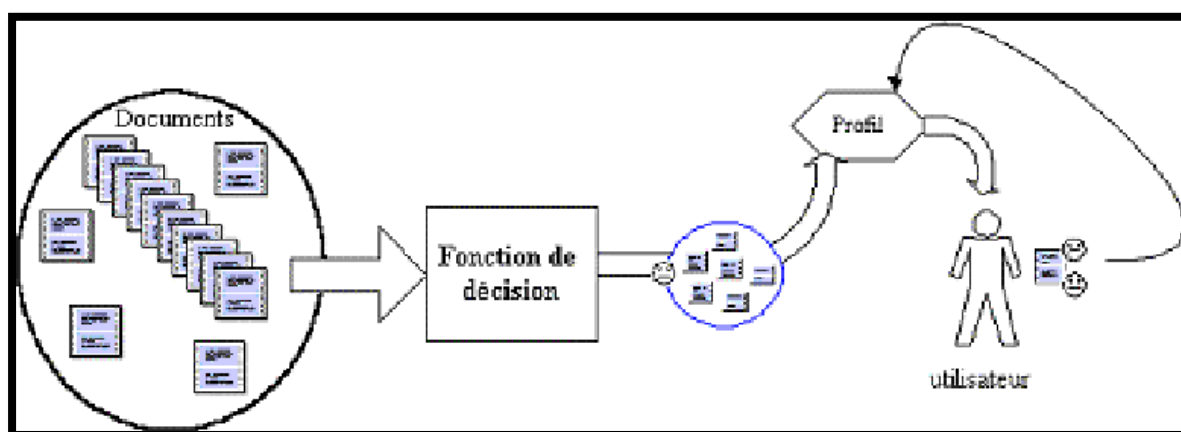 Documents
Profil
Fonction de
décision
utilisateur